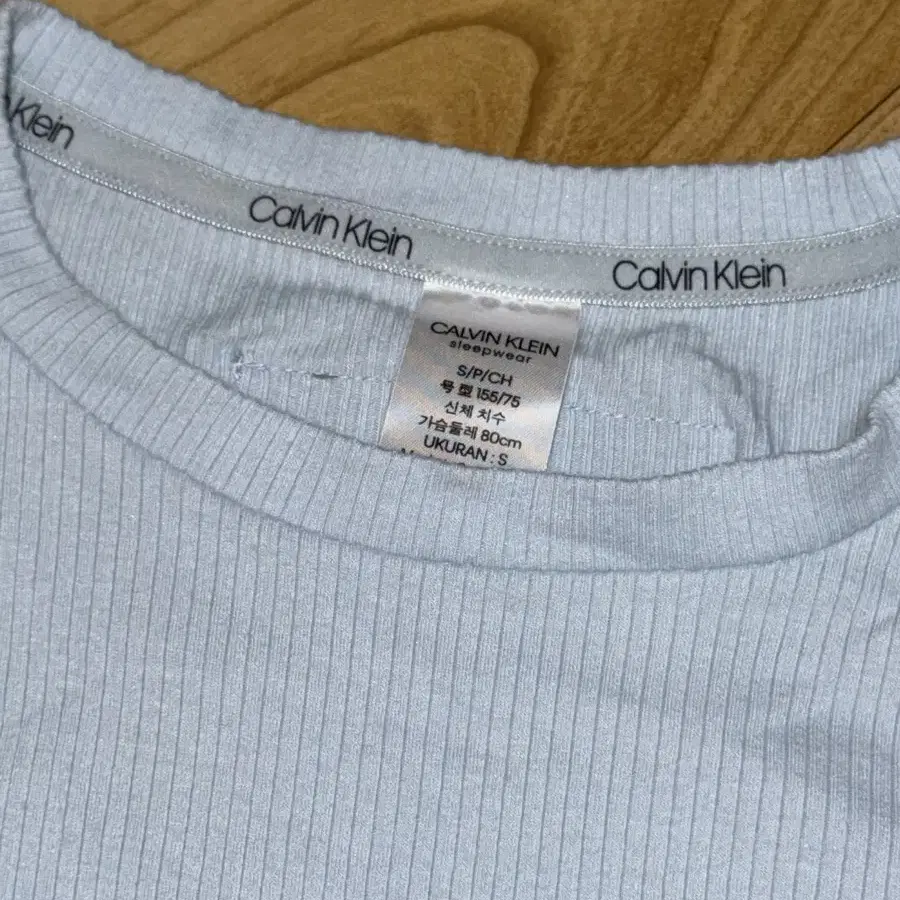 Klein
Calvin Klein
Calvin Klein
CALVIN KLEIN
sleepwear
S/P/CH
号型 155/75
신체 치수
가슴둘레 80cm
UKURAN : S